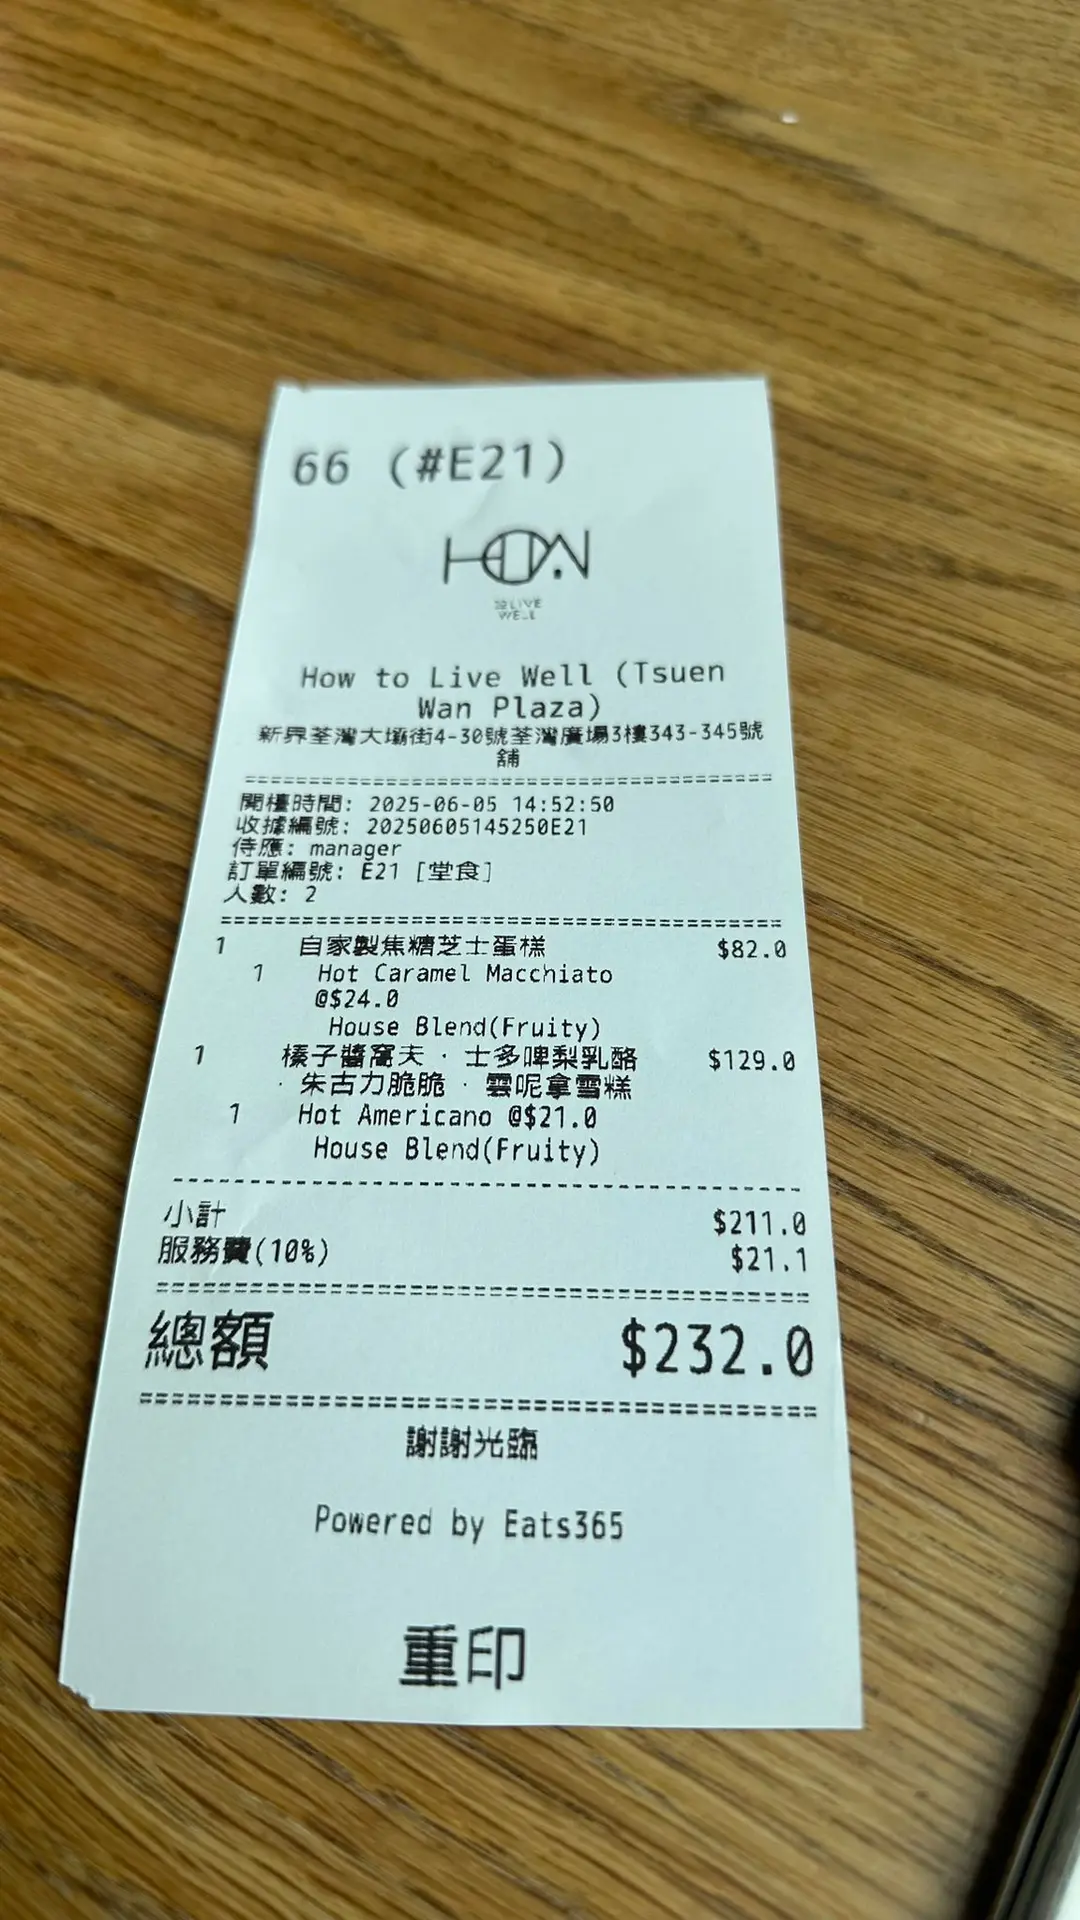 66 (#E21)
HOW
TO LIVE
WELL
How to Live Well (Tsuen
Wan Plaza)
新界荃灣大壩街4-30號荃灣廣場3樓343-345號
舖
開檯時間: 2025-06-05 14:52:50
收據編號: 20250605145250E21
侍應: manager
訂單編號: E21 [堂食]
人數: 2
1 自家製焦糖芝士蛋糕 $82.0
1 Hot Caramel Macchiato
@$24.0
House Blend(Fruity)
1 榛子醬窩夫 · 士多啤梨乳酪 $129.0
· 朱古力脆脆 · 雲呢拿雪糕
1 Hot Americano @$21.0
House Blend(Fruity)
小計 $211.0
服務費(10%) $21.1
總額 $232.0
謝謝光臨
Powered by Eats365
重印